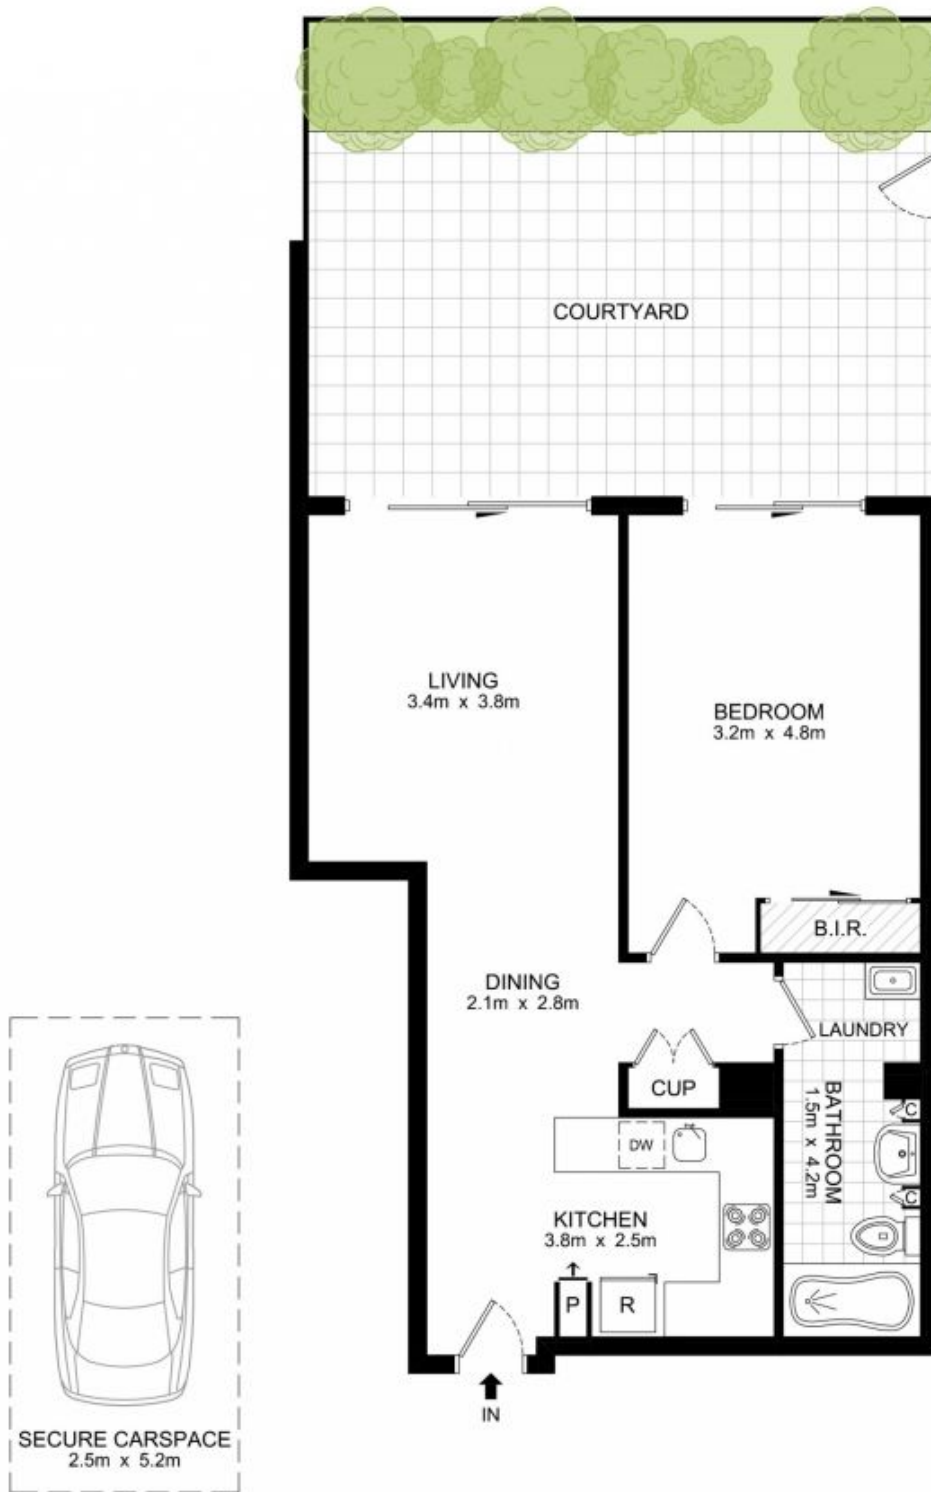 COURTYARD
LIVING
3.4m x 3.8m
BEDROOM
3.2m x 4.8m
B.I.R.
DINING
2.1m x 2.8m
LAUNDRY
CUP
BATHROOM
1.5m x 4.2m
C
DW
C
KITCHEN
3.8m x 2.5m
P
R
IN
SECURE CARSPACE
2.5m x 5.2m